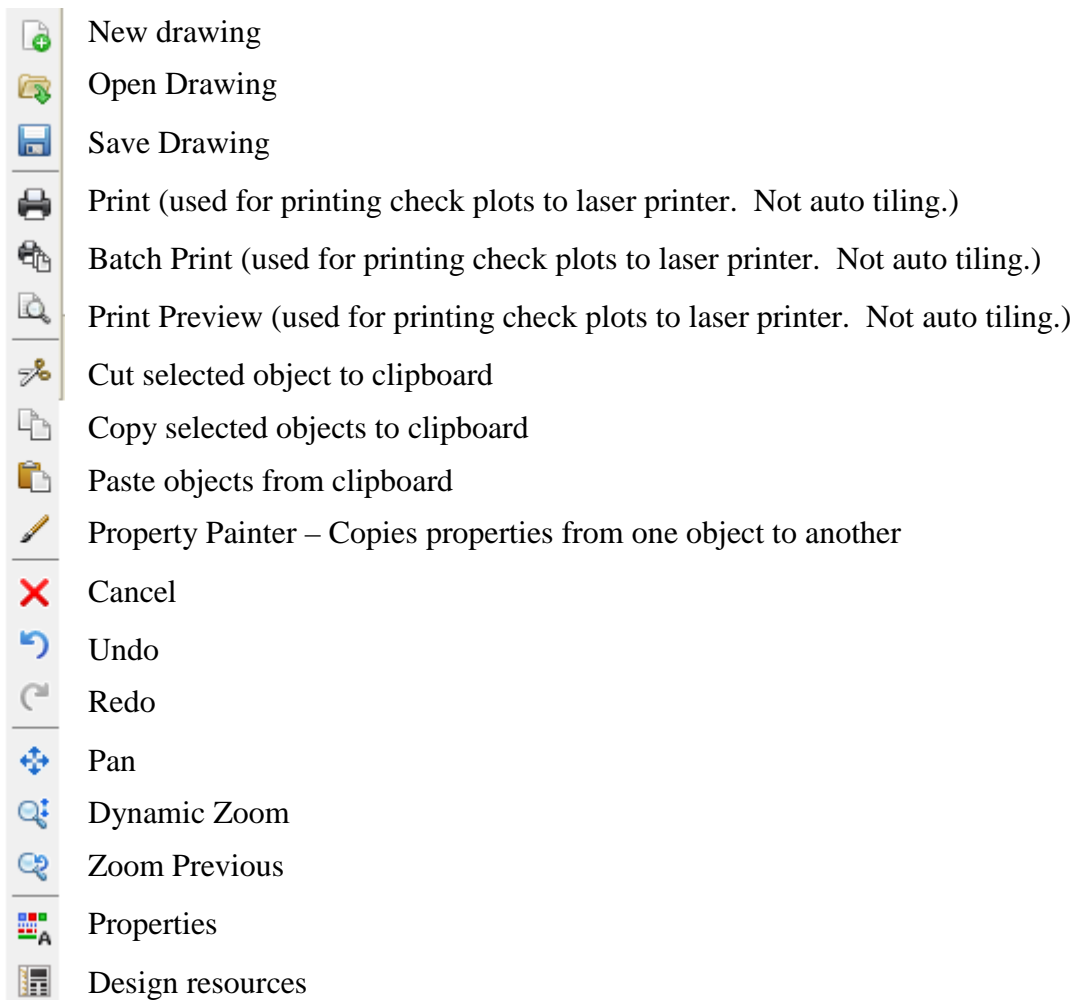 New drawing
Open Drawing
Save Drawing
Print (used for printing check plots to laser printer.  Not auto tiling.)
Batch Print (used for printing check plots to laser printer.  Not auto tiling.)
Print Preview (used for printing check plots to laser printer.  Not auto tiling.)
Cut selected object to clipboard
Copy selected objects to clipboard
Paste objects from clipboard
Property Painter – Copies properties from one object to another
Cancel
Undo
Redo
Pan
Dynamic Zoom
Zoom Previous
Properties
Design resources